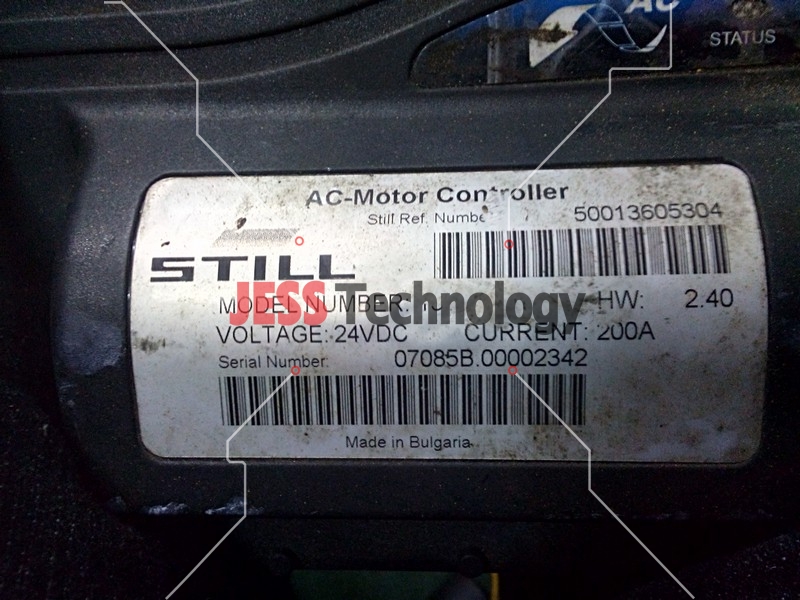 AC
STATUS
AC-Motor Controller
Still Ref. Number
50013605304
STILL
MODEL NUMBER: HW: 2.40
JESS Technology
VOLTAGE: 24VDC CURRENT: 200A
Serial Number: 07085B.00002342
Made in Bulgaria